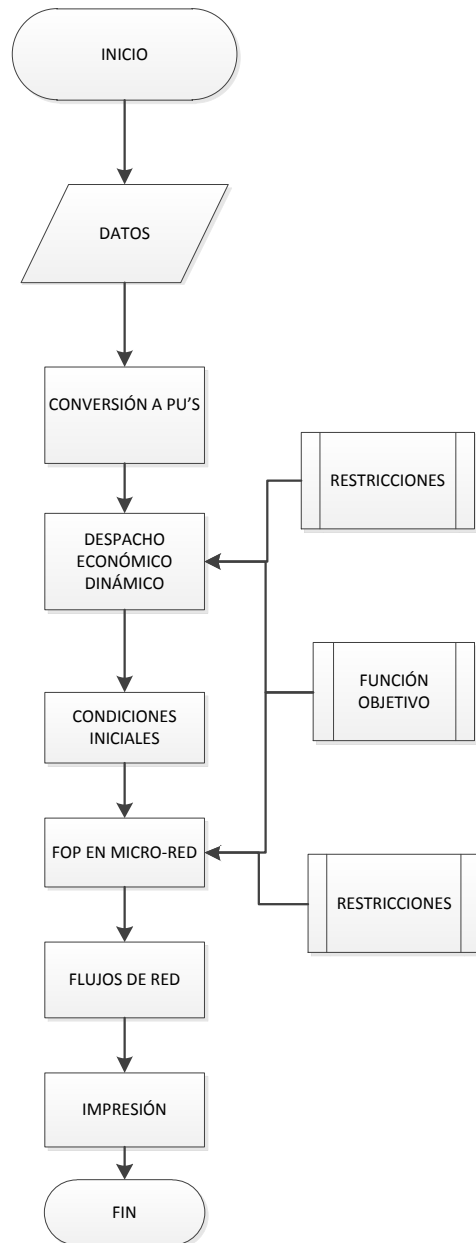 INICIO
DATOS
CONVERSIÓN A PU'S
RESTRICCIONES
DESPACHO
ECONÓMICO
DINÁMICO
FUNCIÓN
OBJETIVO
CONDICIONES
INICIALES
FOP EN MICRO-RED
RESTRICCIONES
FLUJOS DE RED
IMPRESIÓN
FIN